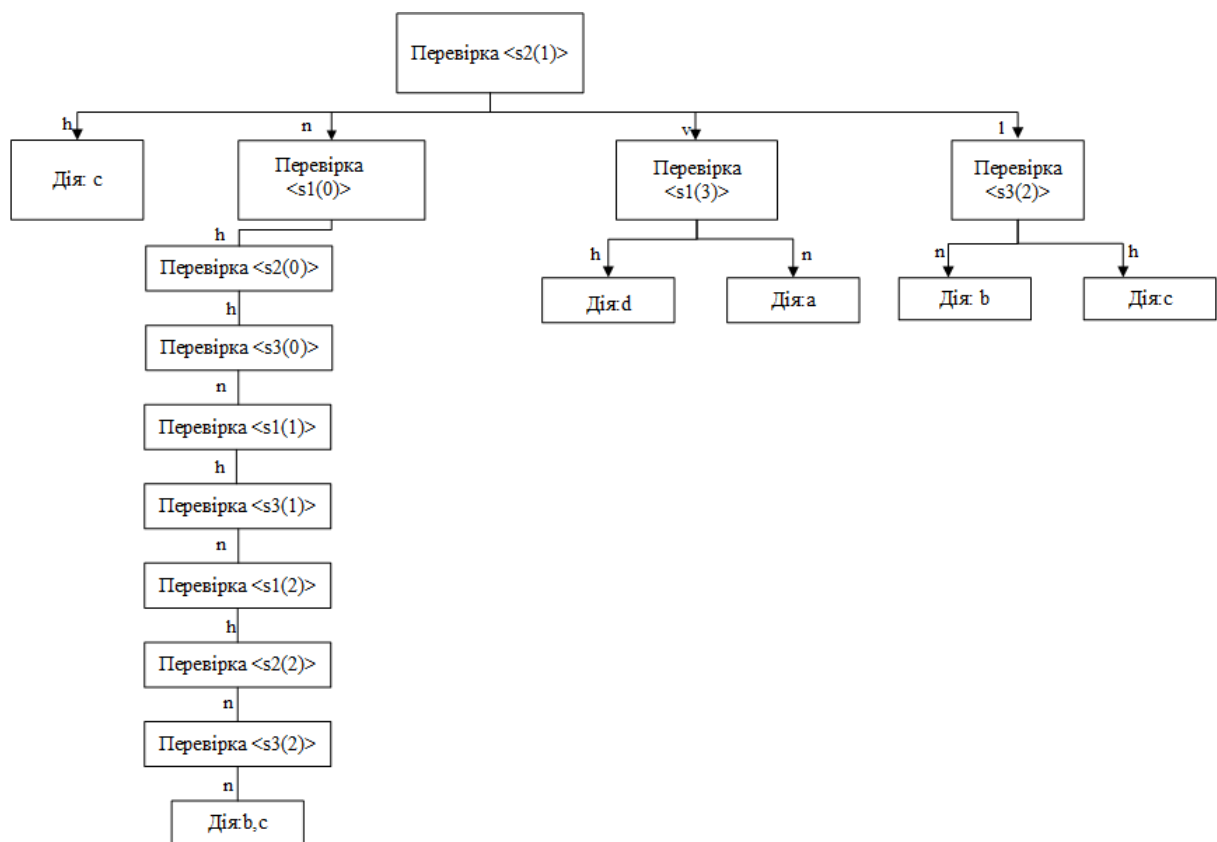 Перевірка <s2(1)>
h
n
v
l
Дія: c
Перевірка
<s1(0)>
Перевірка
<s1(3)>
Перевірка
<s3(2)>
h
Перевірка <s2(0)>
h
n
n
h
Дія:d
Дія:a
Дія: b
Дія:c
h
Перевірка <s3(0)>
n
Перевірка <s1(1)>
h
Перевірка <s3(1)>
n
Перевірка <s1(2)>
h
Перевірка <s2(2)>
n
Перевірка <s3(2)>
n
Дія:b,c